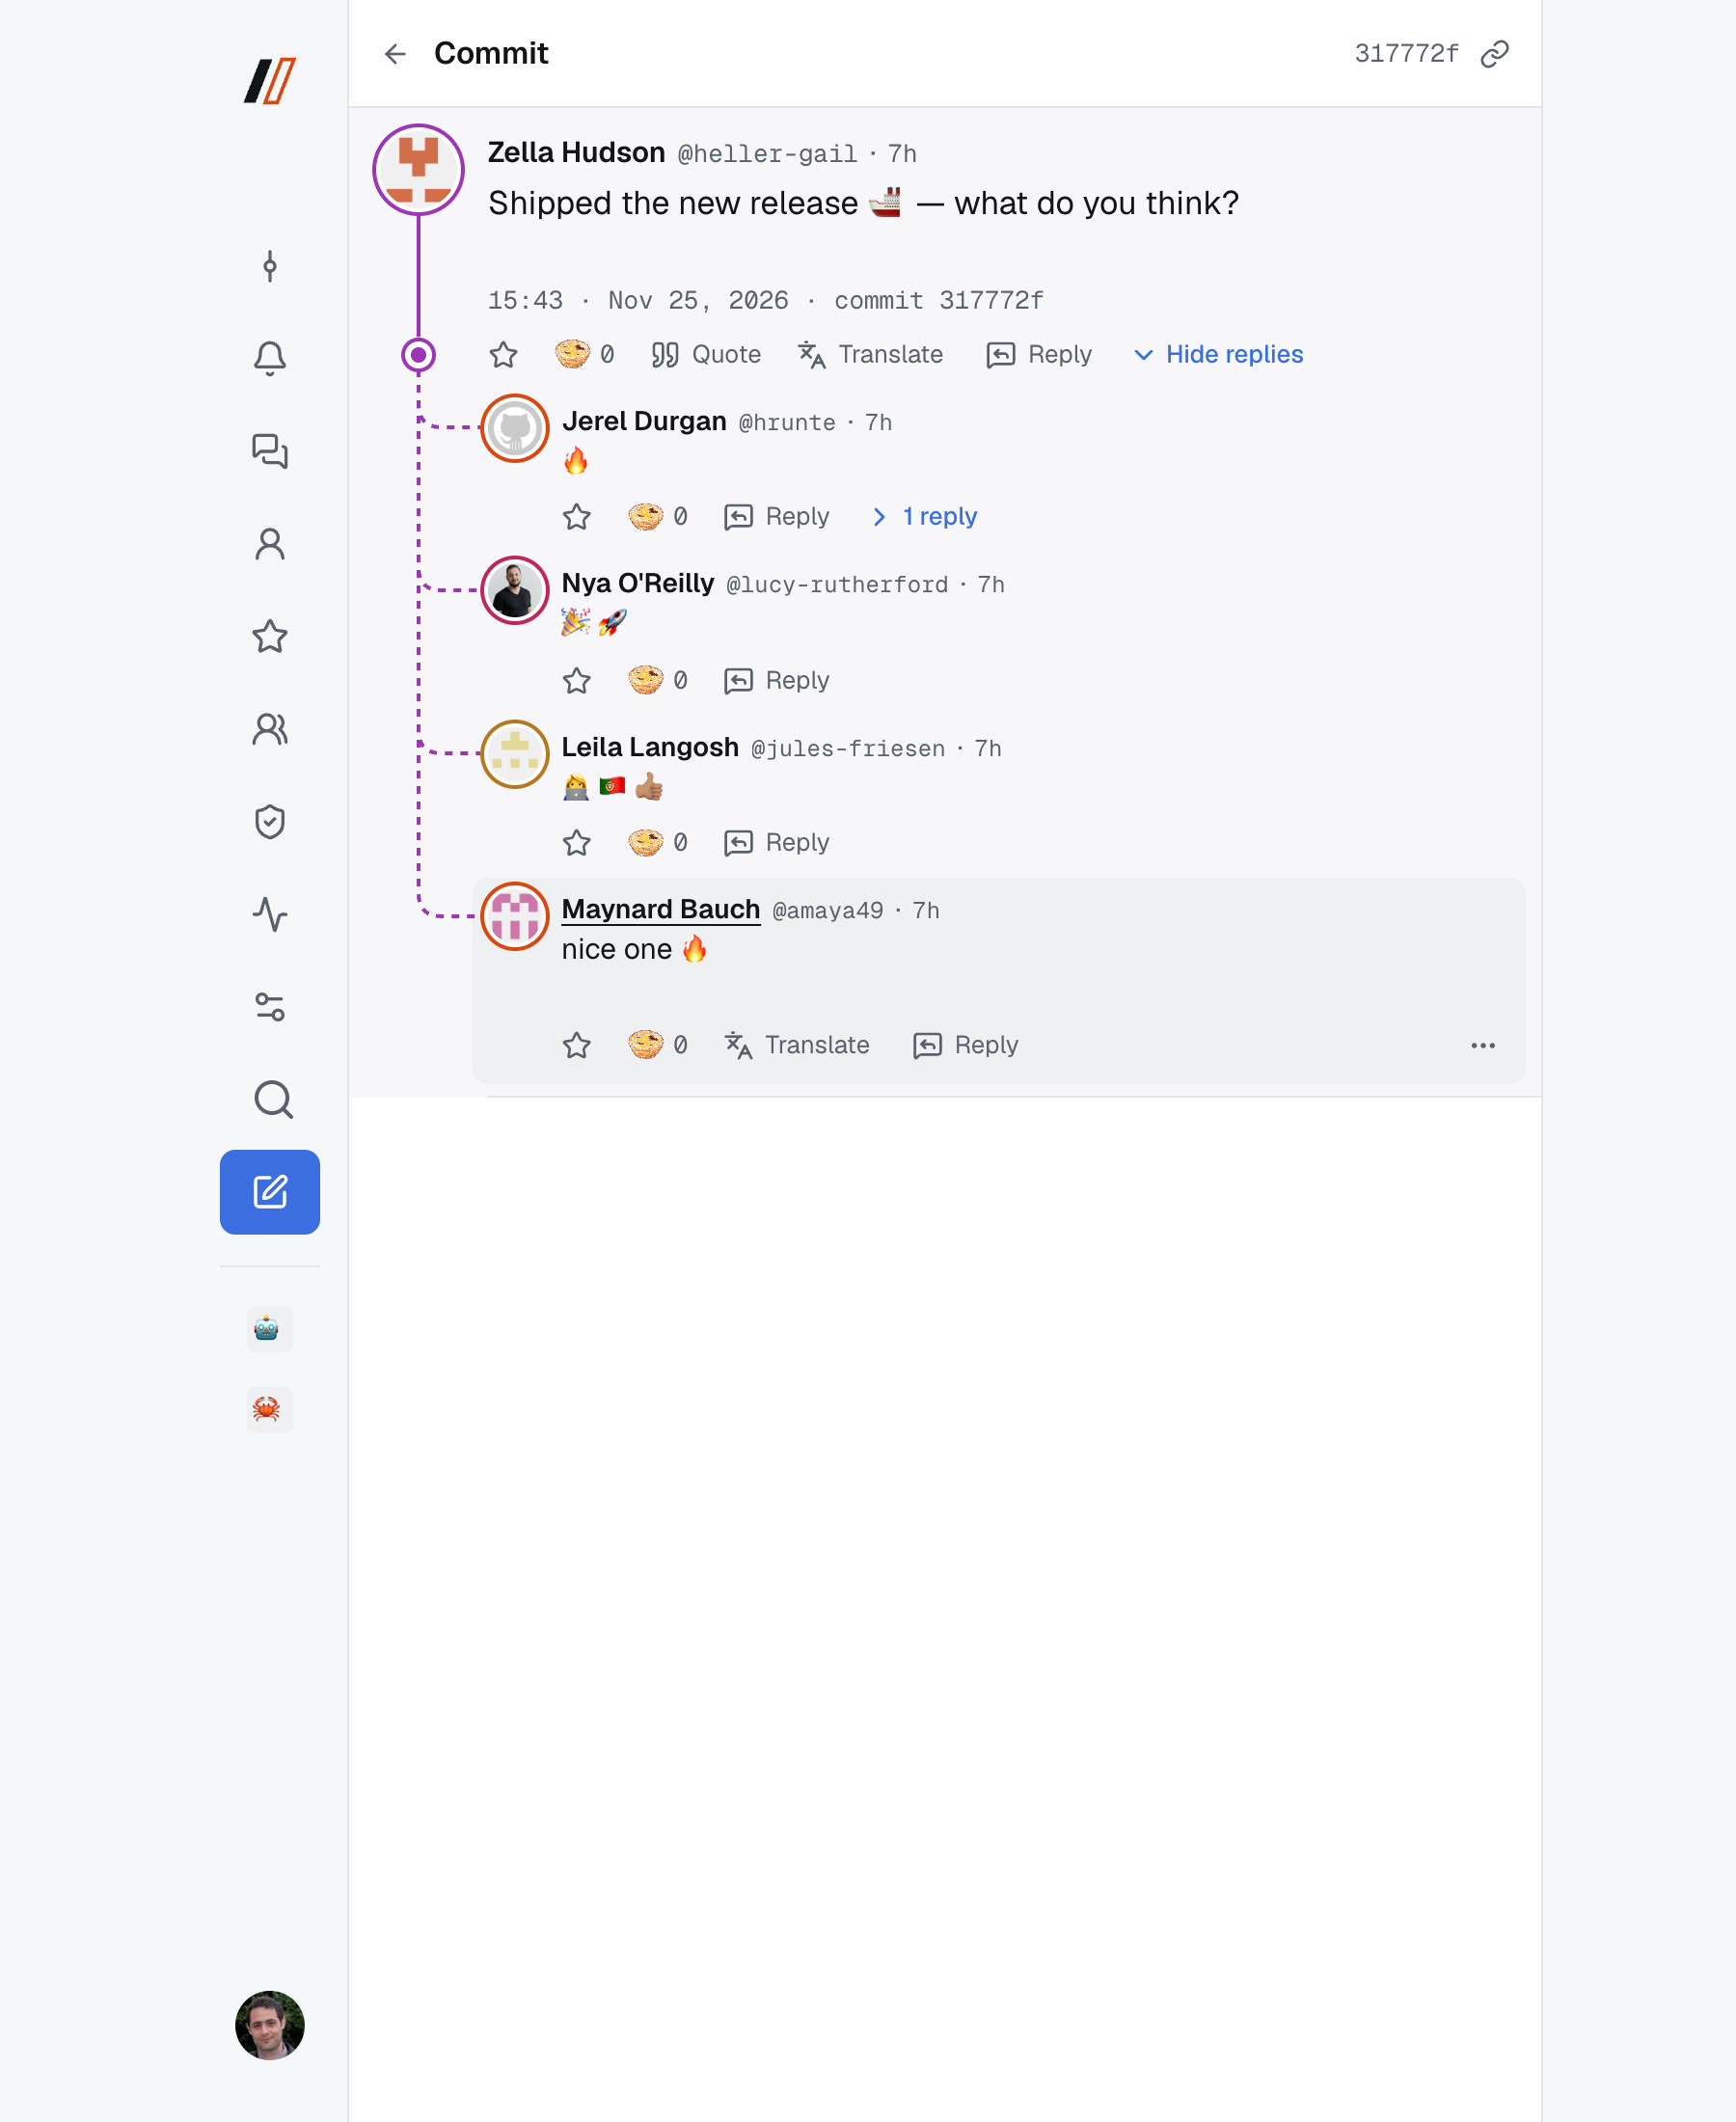 Commit 317772f
Zella Hudson @heller-gail · 7h
Shipped the new release 🚢 — what do you think?
15:43 · Nov 25, 2026 · commit 317772f
0 Quote Translate Reply Hide replies
Jerel Durgan @hrunte · 7h
🔥
0 Reply 1 reply
Nya O'Reilly @lucy-rutherford · 7h
🎉 🚀
0 Reply
Leila Langosh @jules-friesen · 7h
👩‍💻 🇵🇹 👍🏽
0 Reply
Maynard Bauch @amaya49 · 7h
nice one 🔥
0 Translate Reply